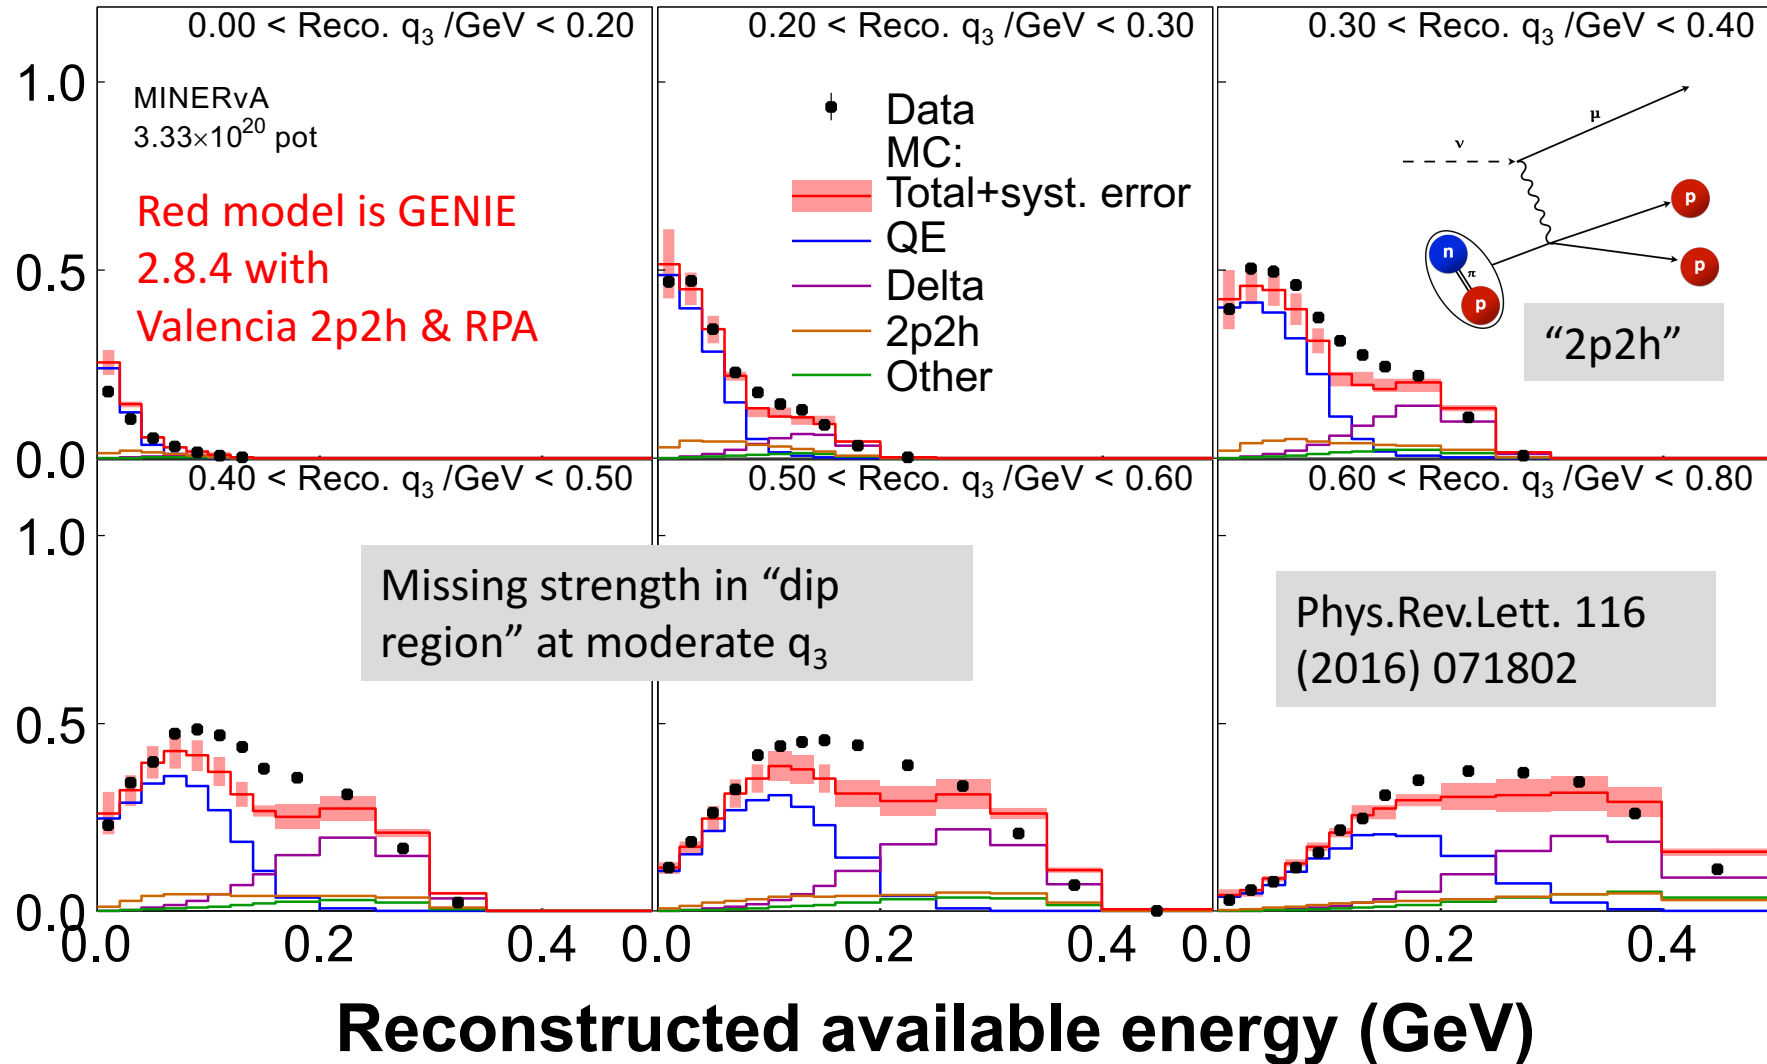 0.00 < Reco. q3 /GeV < 0.20
0.20 < Reco. q3 /GeV < 0.30
0.30 < Reco. q3 /GeV < 0.40
1.0
0.5
0.0
MINERvA
3.33×10^20 pot
Red model is GENIE
2.8.4 with
Valencia 2p2h & RPA
Data
MC:
Total+syst. error
QE
Delta
2p2h
Other
ν
μ
n
π
p
p
p
“2p2h”
0.40 < Reco. q3 /GeV < 0.50
0.50 < Reco. q3 /GeV < 0.60
0.60 < Reco. q3 /GeV < 0.80
1.0
0.5
0.0
Missing strength in “dip
region” at moderate q3
Phys.Rev.Lett. 116
(2016) 071802
0.0 0.2 0.4
0.0 0.2 0.4
0.0 0.2 0.4
Reconstructed available energy (GeV)